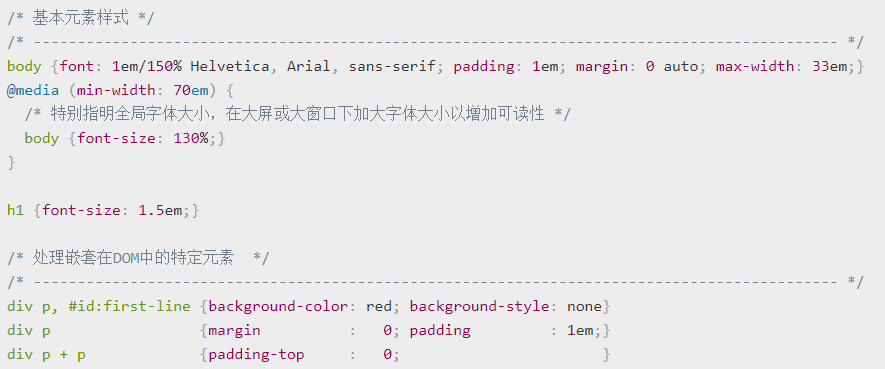 /* 基本元素样式 */
/* -------------------------------------------------------------------------------------------- */
body {font: 1em/150% Helvetica, Arial, sans-serif; padding: 1em; margin: 0 auto; max-width: 33em;}
@media (min-width: 70em) {
  /* 特别指明全局字体大小，在大屏或大窗口下加大字体大小以增加可读性 */
  body {font-size: 130%;}
}
h1 {font-size: 1.5em;}
/* 处理嵌套在DOM中的特定元素  */
/* -------------------------------------------------------------------------------------------- */
div p, #id:first-line {background-color: red; background-style: none}
div p                 {margin          :   0; padding         : 1em;}
div p + p             {padding-top     :   0;                       }